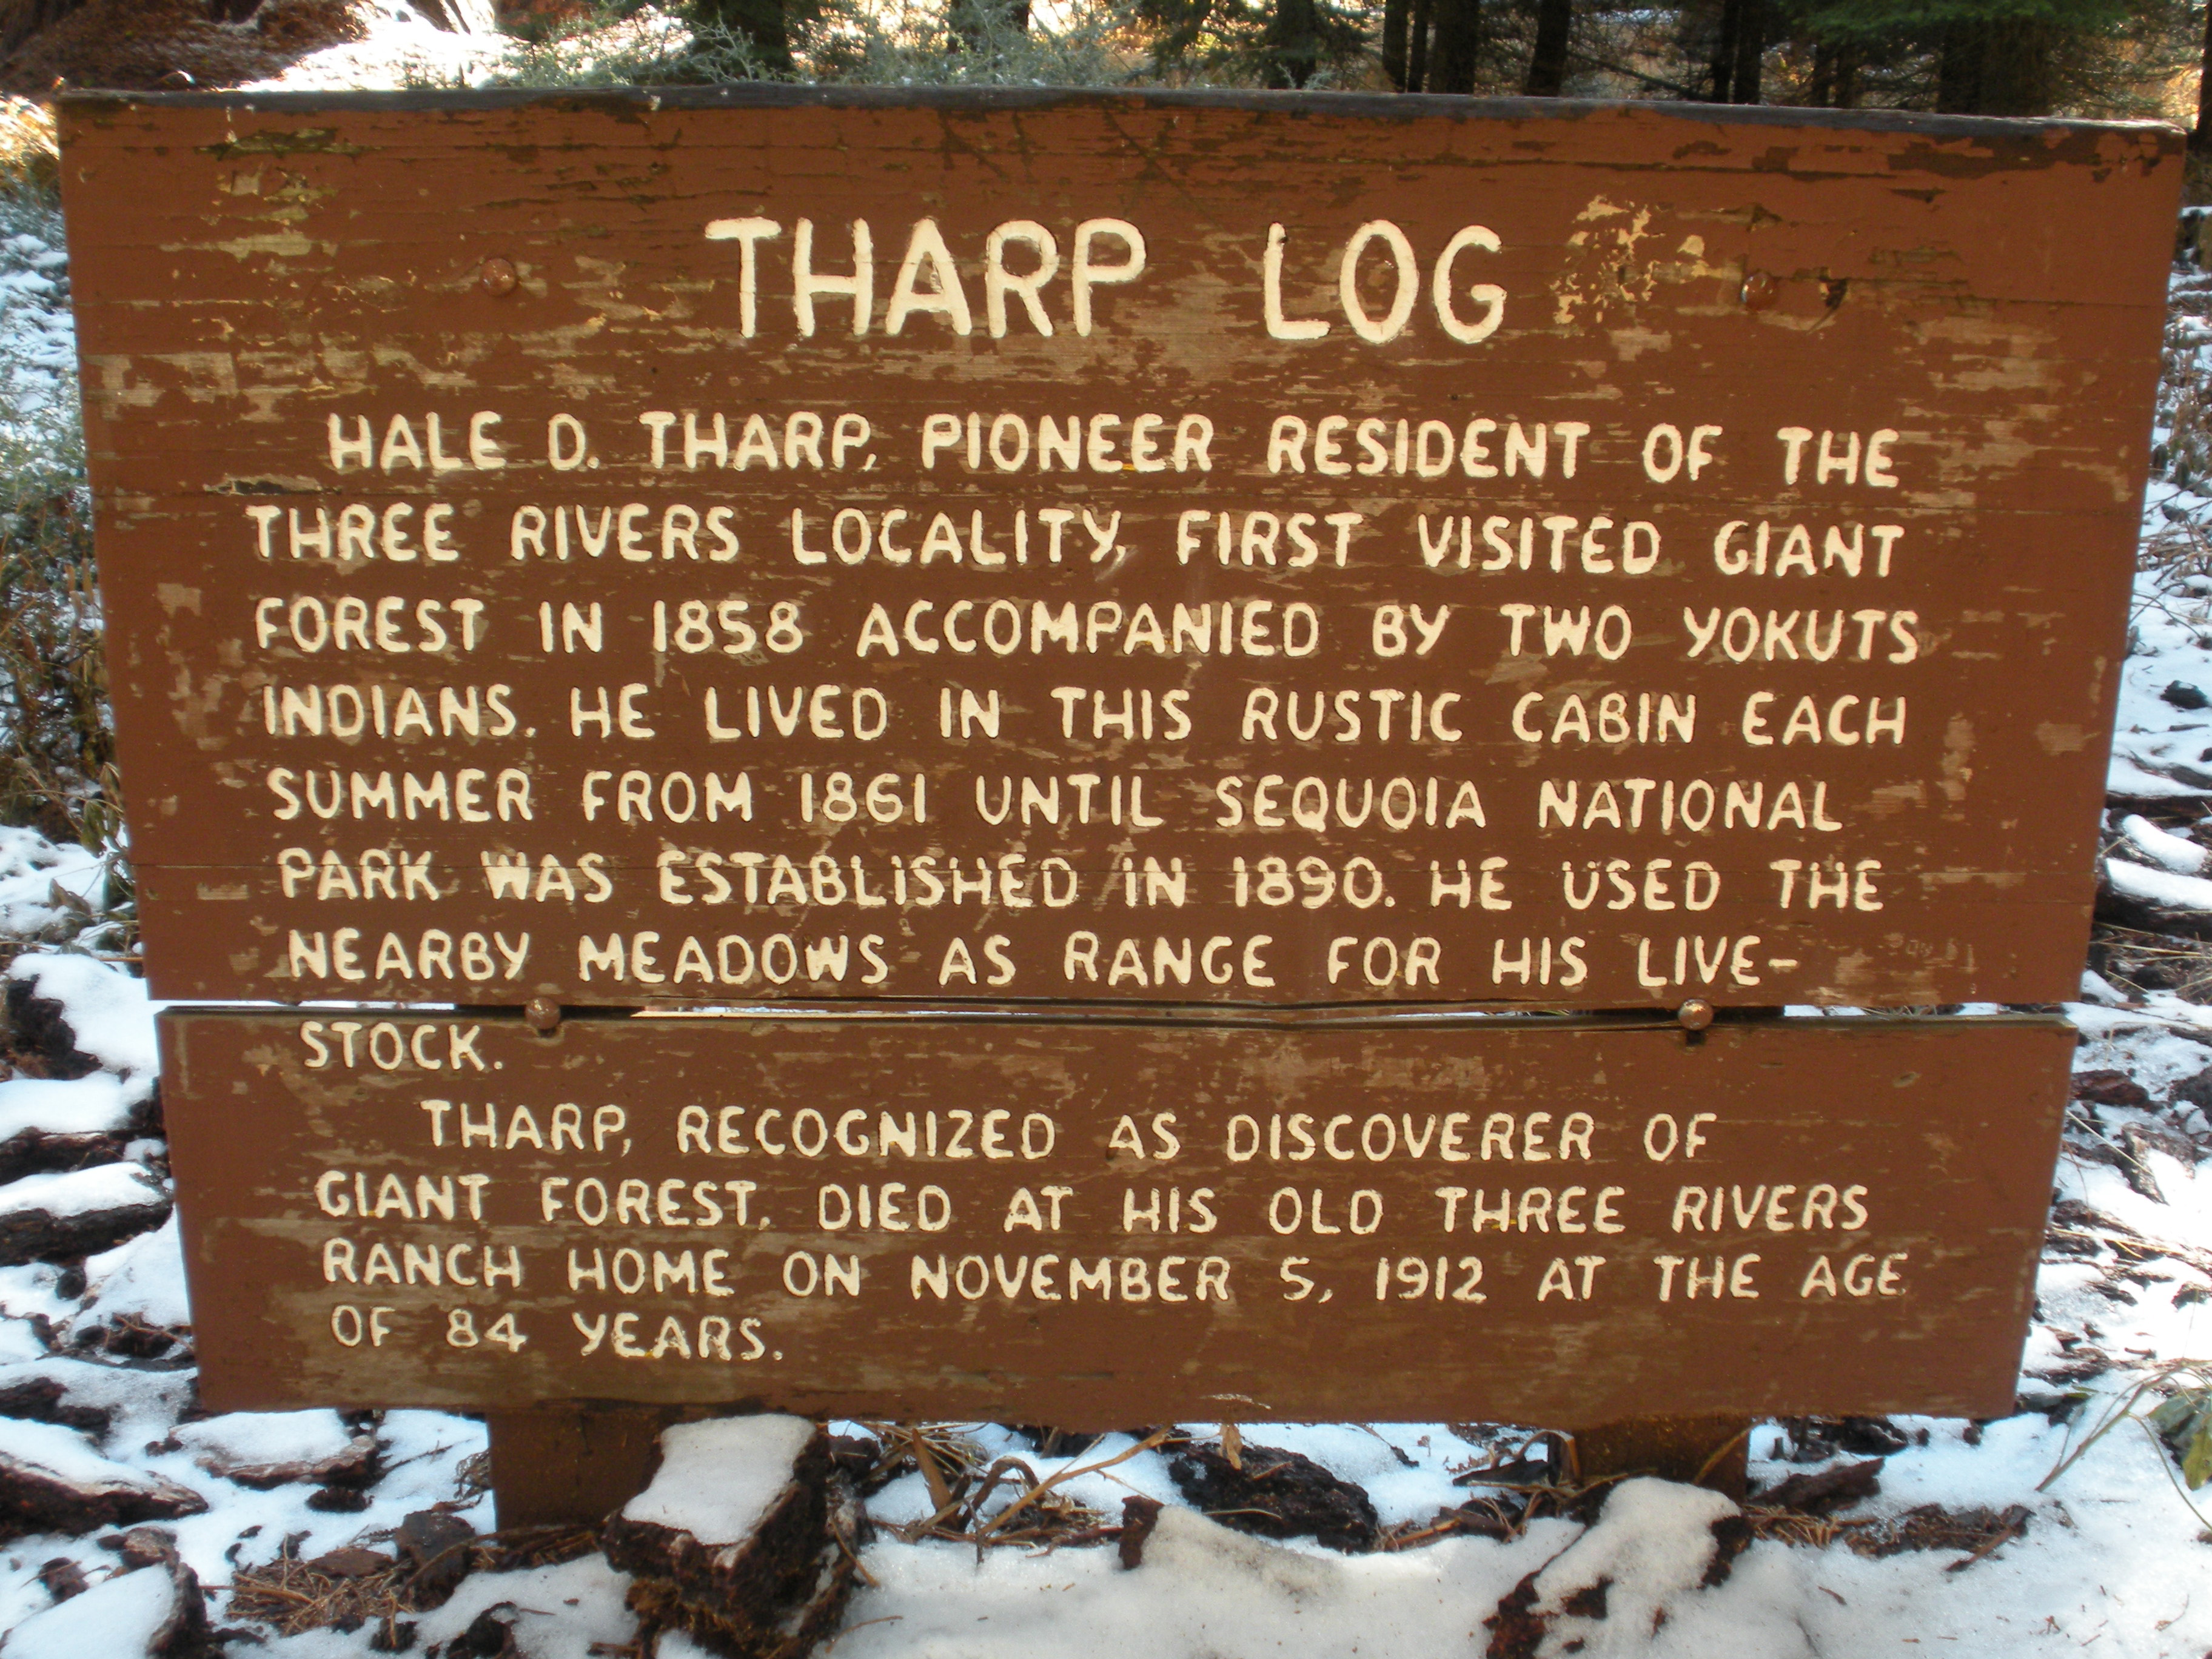 THARP LOG
HALE D. THARP, PIONEER RESIDENT OF THE
THREE RIVERS LOCALITY, FIRST VISITED GIANT
FOREST IN 1858 ACCOMPANIED BY TWO YOKUTS
INDIANS. HE LIVED IN THIS RUSTIC CABIN EACH
SUMMER FROM 1861 UNTIL SEQUOIA NATIONAL
PARK WAS ESTABLISHED IN 1890. HE USED THE
NEARBY MEADOWS AS RANGE FOR HIS LIVE-
STOCK.
THARP, RECOGNIZED AS DISCOVERER OF
GIANT FOREST, DIED AT HIS OLD THREE RIVERS
RANCH HOME ON NOVEMBER 5, 1912 AT THE AGE
OF 84 YEARS.